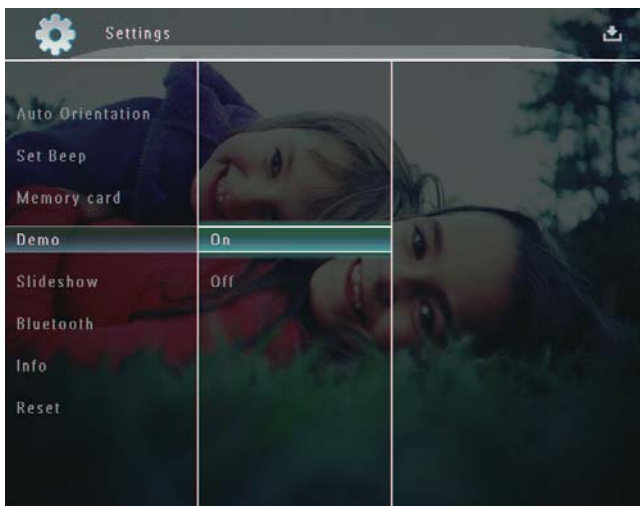 Settings
Auto Orientation
Set Beep
Memory card
Demo
On
Slideshow
Off
Bluetooth
Info
Reset